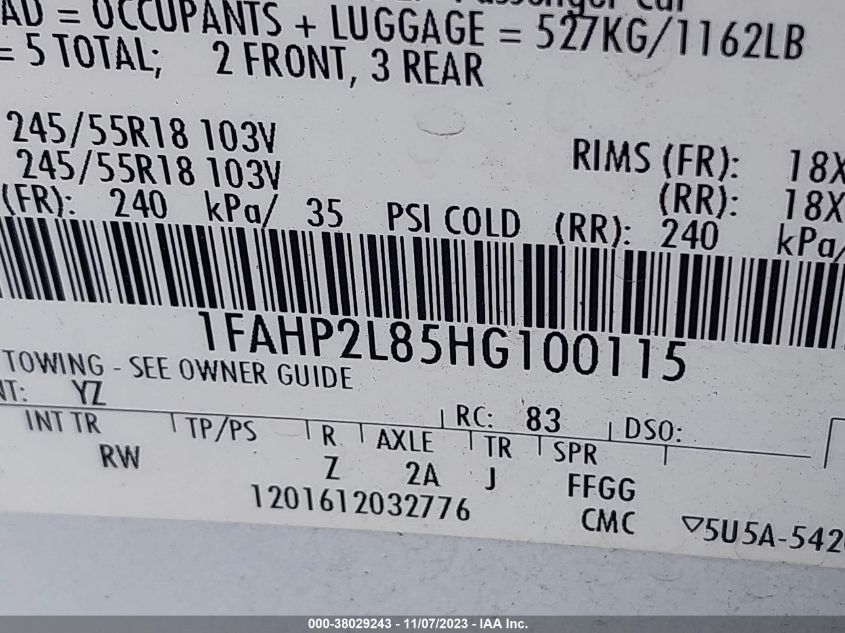 Passenger Car
AD = OCCUPANTS + LUGGAGE = 527KG/1162LB
= 5 TOTAL; 2 FRONT, 3 REAR
245/55R18 103V RIMS (FR): 18X
245/55R18 103V (RR): 18X
(FR): 240 kPa/ 35 PSI COLD (RR): 240 kPa/
1FAHP2L85HG100115
TOWING - SEE OWNER GUIDE
NT: YZ RC: 83 DSO:
INT TR TP/PS R AXLE TR SPR
RW Z 2A J FFGG
1201612032776 CMC ▽5U5A-542
000-38029243 - 11/07/2023 - IAA Inc.